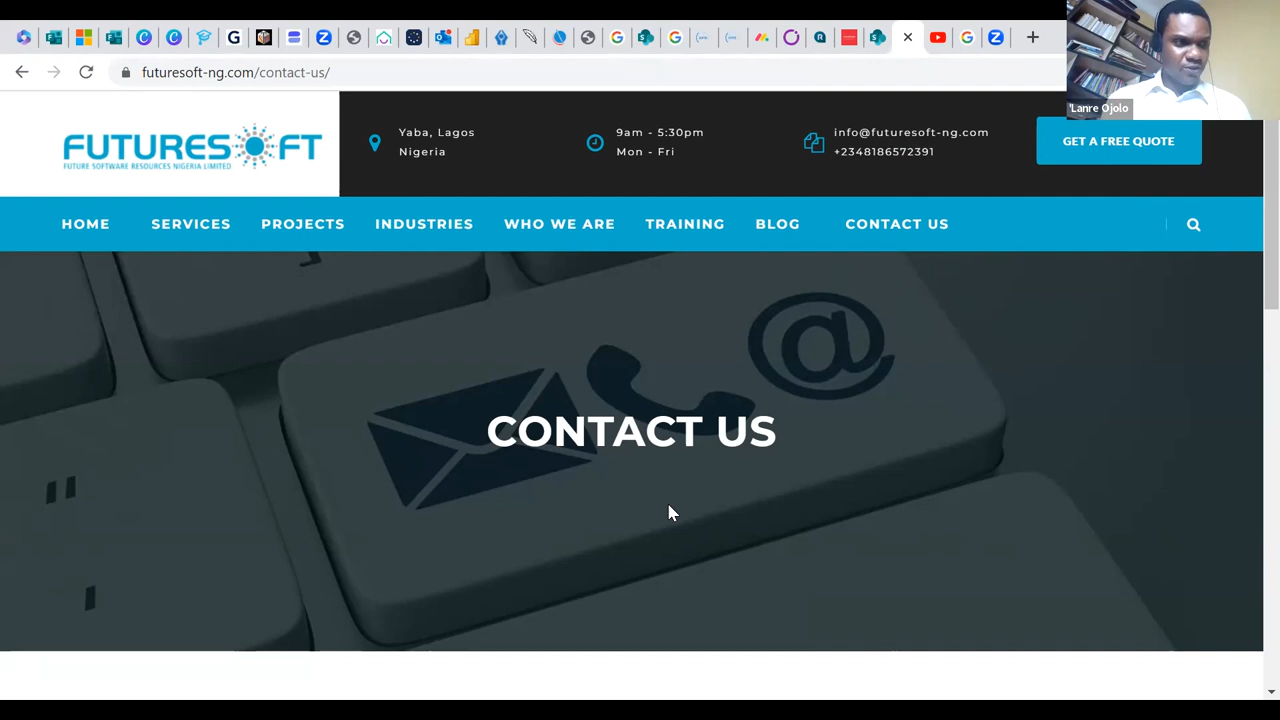 futuresoft-ng.com/contact-us/
'Lanre Ojolo
FUTURESOFT
FUTURE SOFTWARE RESOURCES NIGERIA LIMITED
Yaba, Lagos
Nigeria
9am - 5:30pm
Mon - Fri
info@futuresoft-ng.com
+2348186572391
GET A FREE QUOTE
HOME SERVICES PROJECTS INDUSTRIES WHO WE ARE TRAINING BLOG CONTACT US
CONTACT US